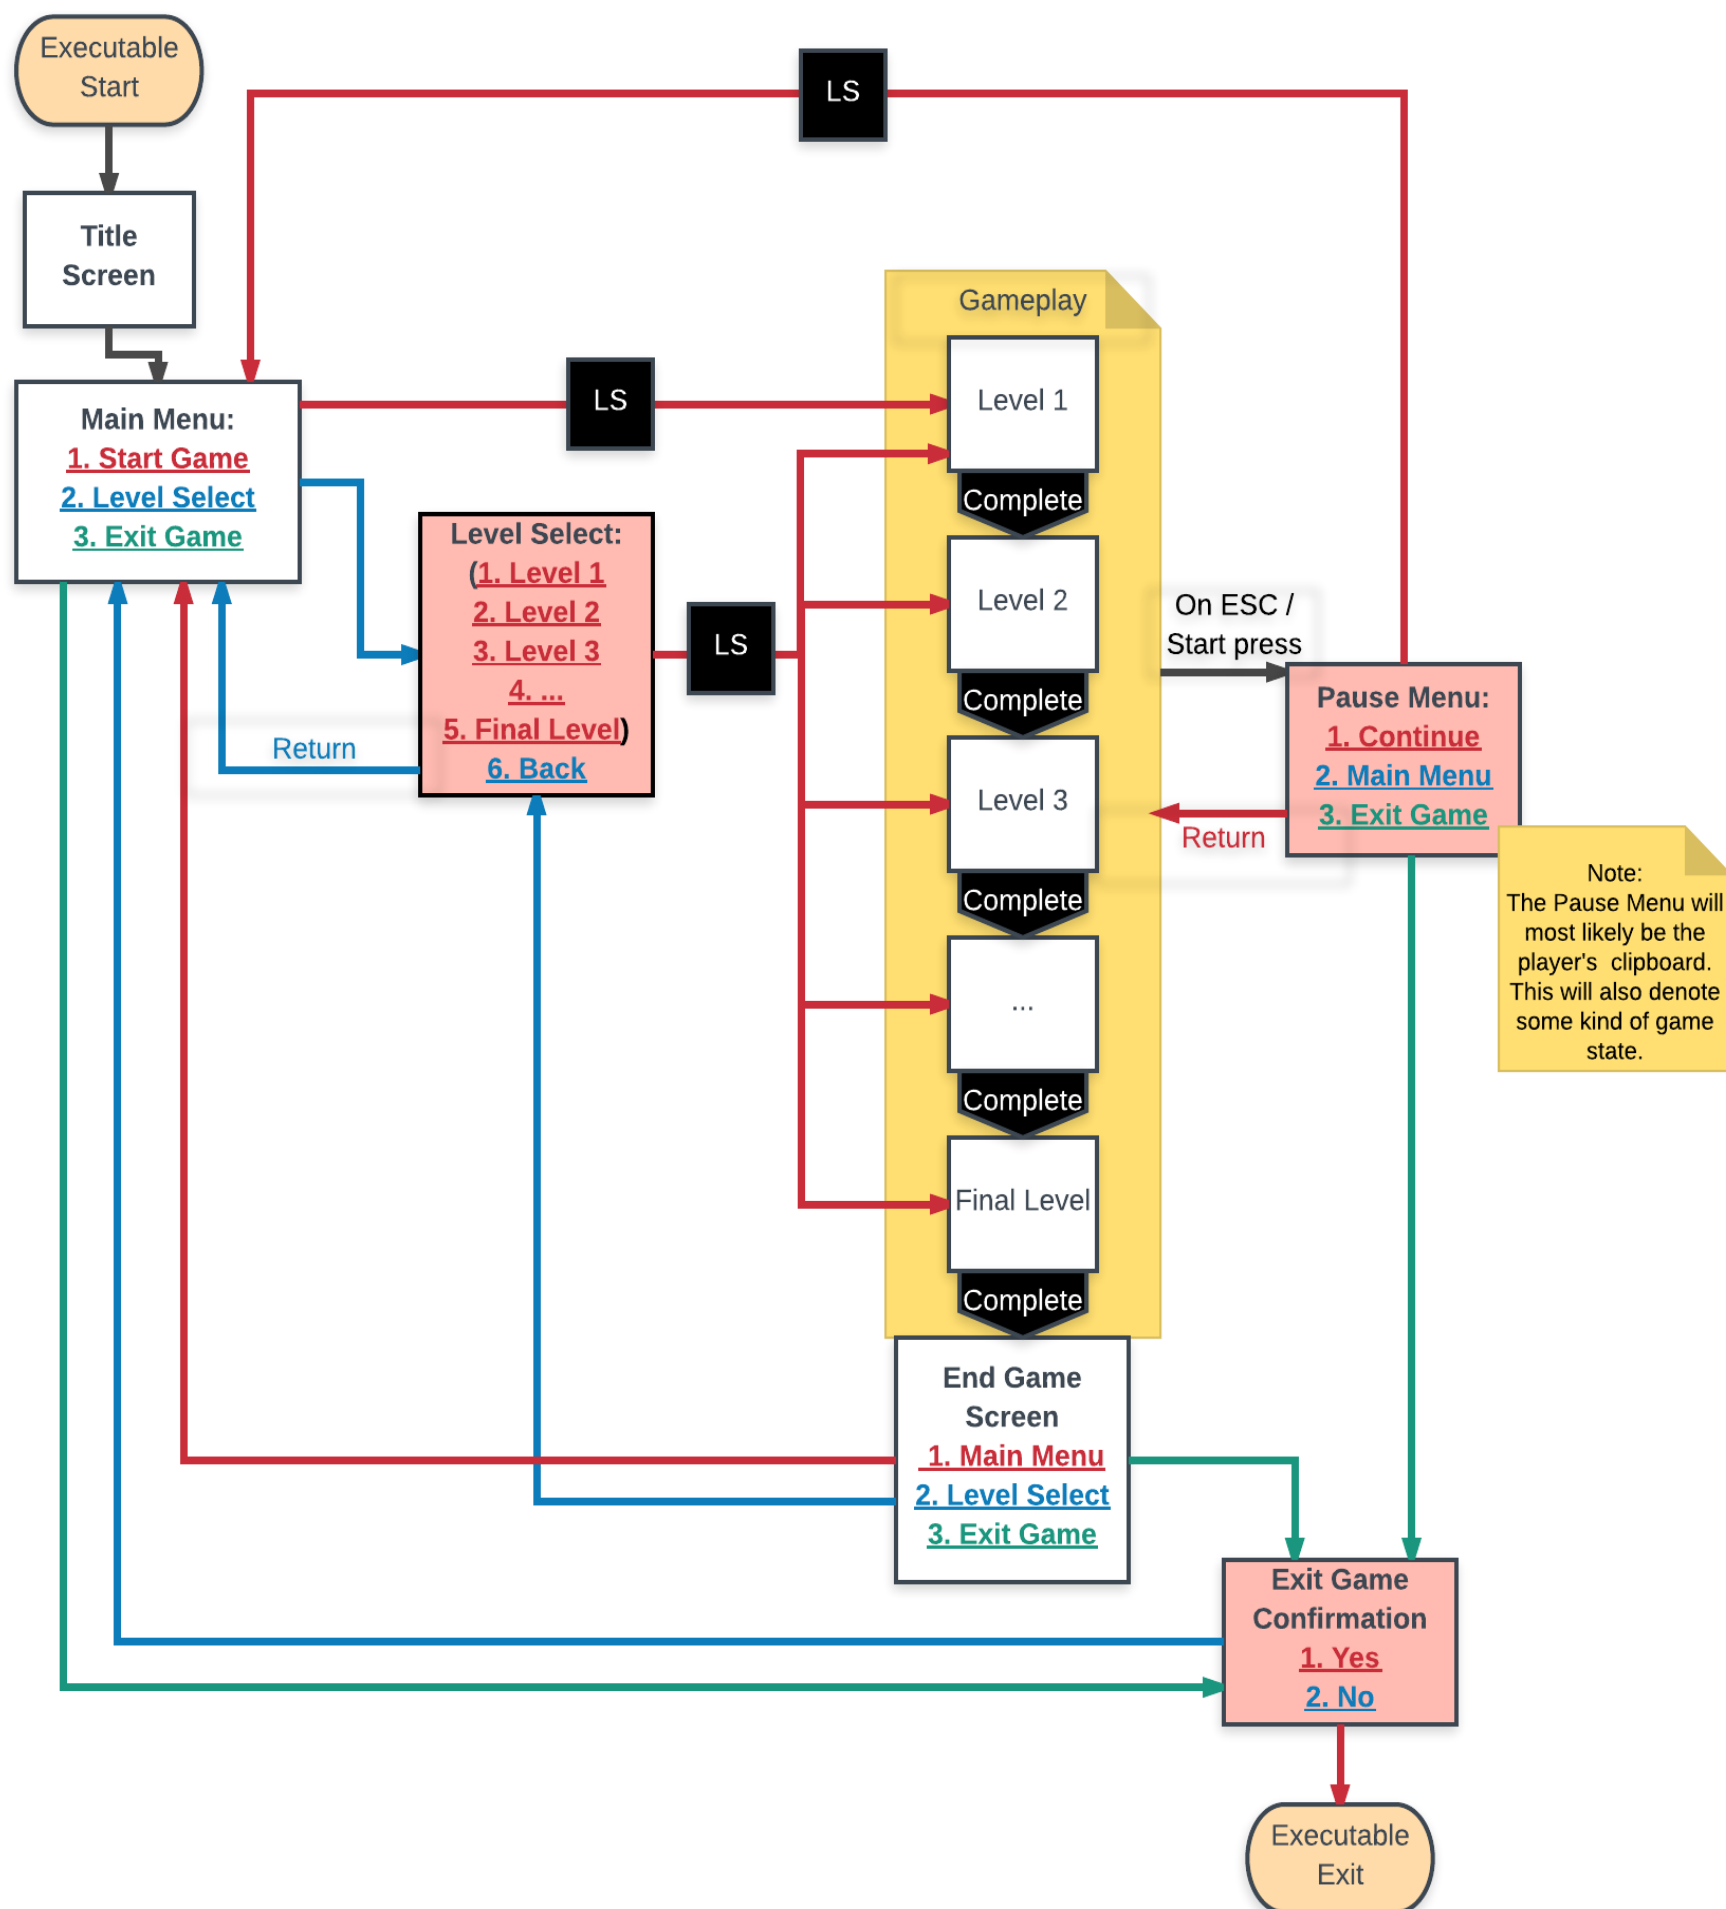 Executable
Start
LS
Title
Screen
Gameplay
Main Menu:
1. Start Game
2. Level Select
3. Exit Game
LS
Level 1
Complete
Level Select:
(1. Level 1
2. Level 2
3. Level 3
4. ...
5. Final Level)
6. Back
Return
LS
Level 2
Complete
On ESC /
Start press
Pause Menu:
1. Continue
2. Main Menu
3. Exit Game
Return
Level 3
Complete
Note:
The Pause Menu will
most likely be the
player's  clipboard.
This will also denote
some kind of game
state.
...
Complete
Final Level
Complete
End Game
Screen
1. Main Menu
2. Level Select
3. Exit Game
Exit Game
Confirmation
1. Yes
2. No
Executable
Exit